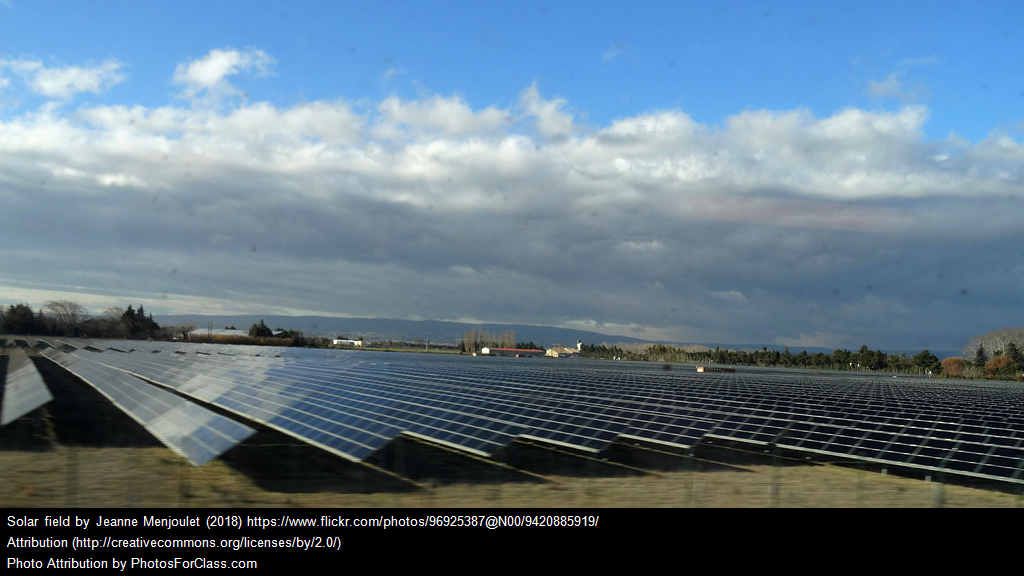 Solar field by Jeanne Menjoulet (2018) https://www.flickr.com/photos/96925387@N00/9420885919/
Attribution (http://creativecommons.org/licenses/by/2.0/)
Photo Attribution by PhotosForClass.com